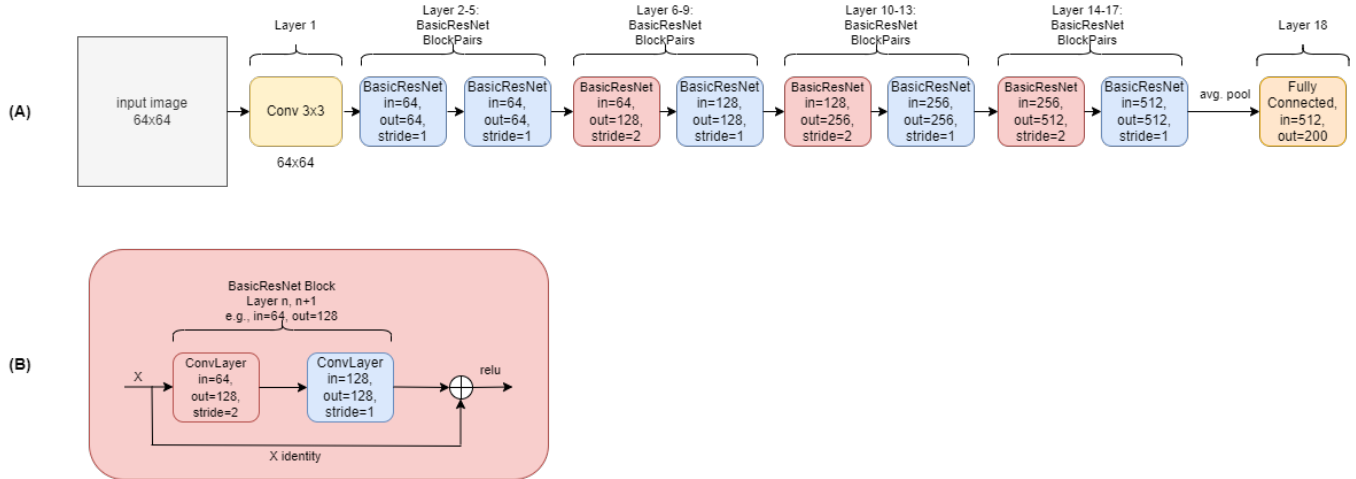 (A)
input image
64x64
Layer 1
Conv 3x3
64x64
Layer 2-5:
BasicResNet
BlockPairs
BasicResNet
in=64,
out=64,
stride=1
BasicResNet
in=64,
out=64,
stride=1
Layer 6-9:
BasicResNet
BlockPairs
BasicResNet
in=64,
out=128,
stride=2
BasicResNet
in=128,
out=128,
stride=1
Layer 10-13:
BasicResNet
BlockPairs
BasicResNet
in=128,
out=256,
stride=2
BasicResNet
in=256,
out=256,
stride=1
Layer 14-17:
BasicResNet
BlockPairs
BasicResNet
in=256,
out=512,
stride=2
BasicResNet
in=512,
out=512,
stride=1
avg. pool
Layer 18
Fully
Connected,
in=512,
out=200
(B)
BasicResNet Block
Layer n, n+1
e.g., in=64, out=128
X
ConvLayer
in=64,
out=128,
stride=2
ConvLayer
in=128,
out=128,
stride=1
relu
X identity